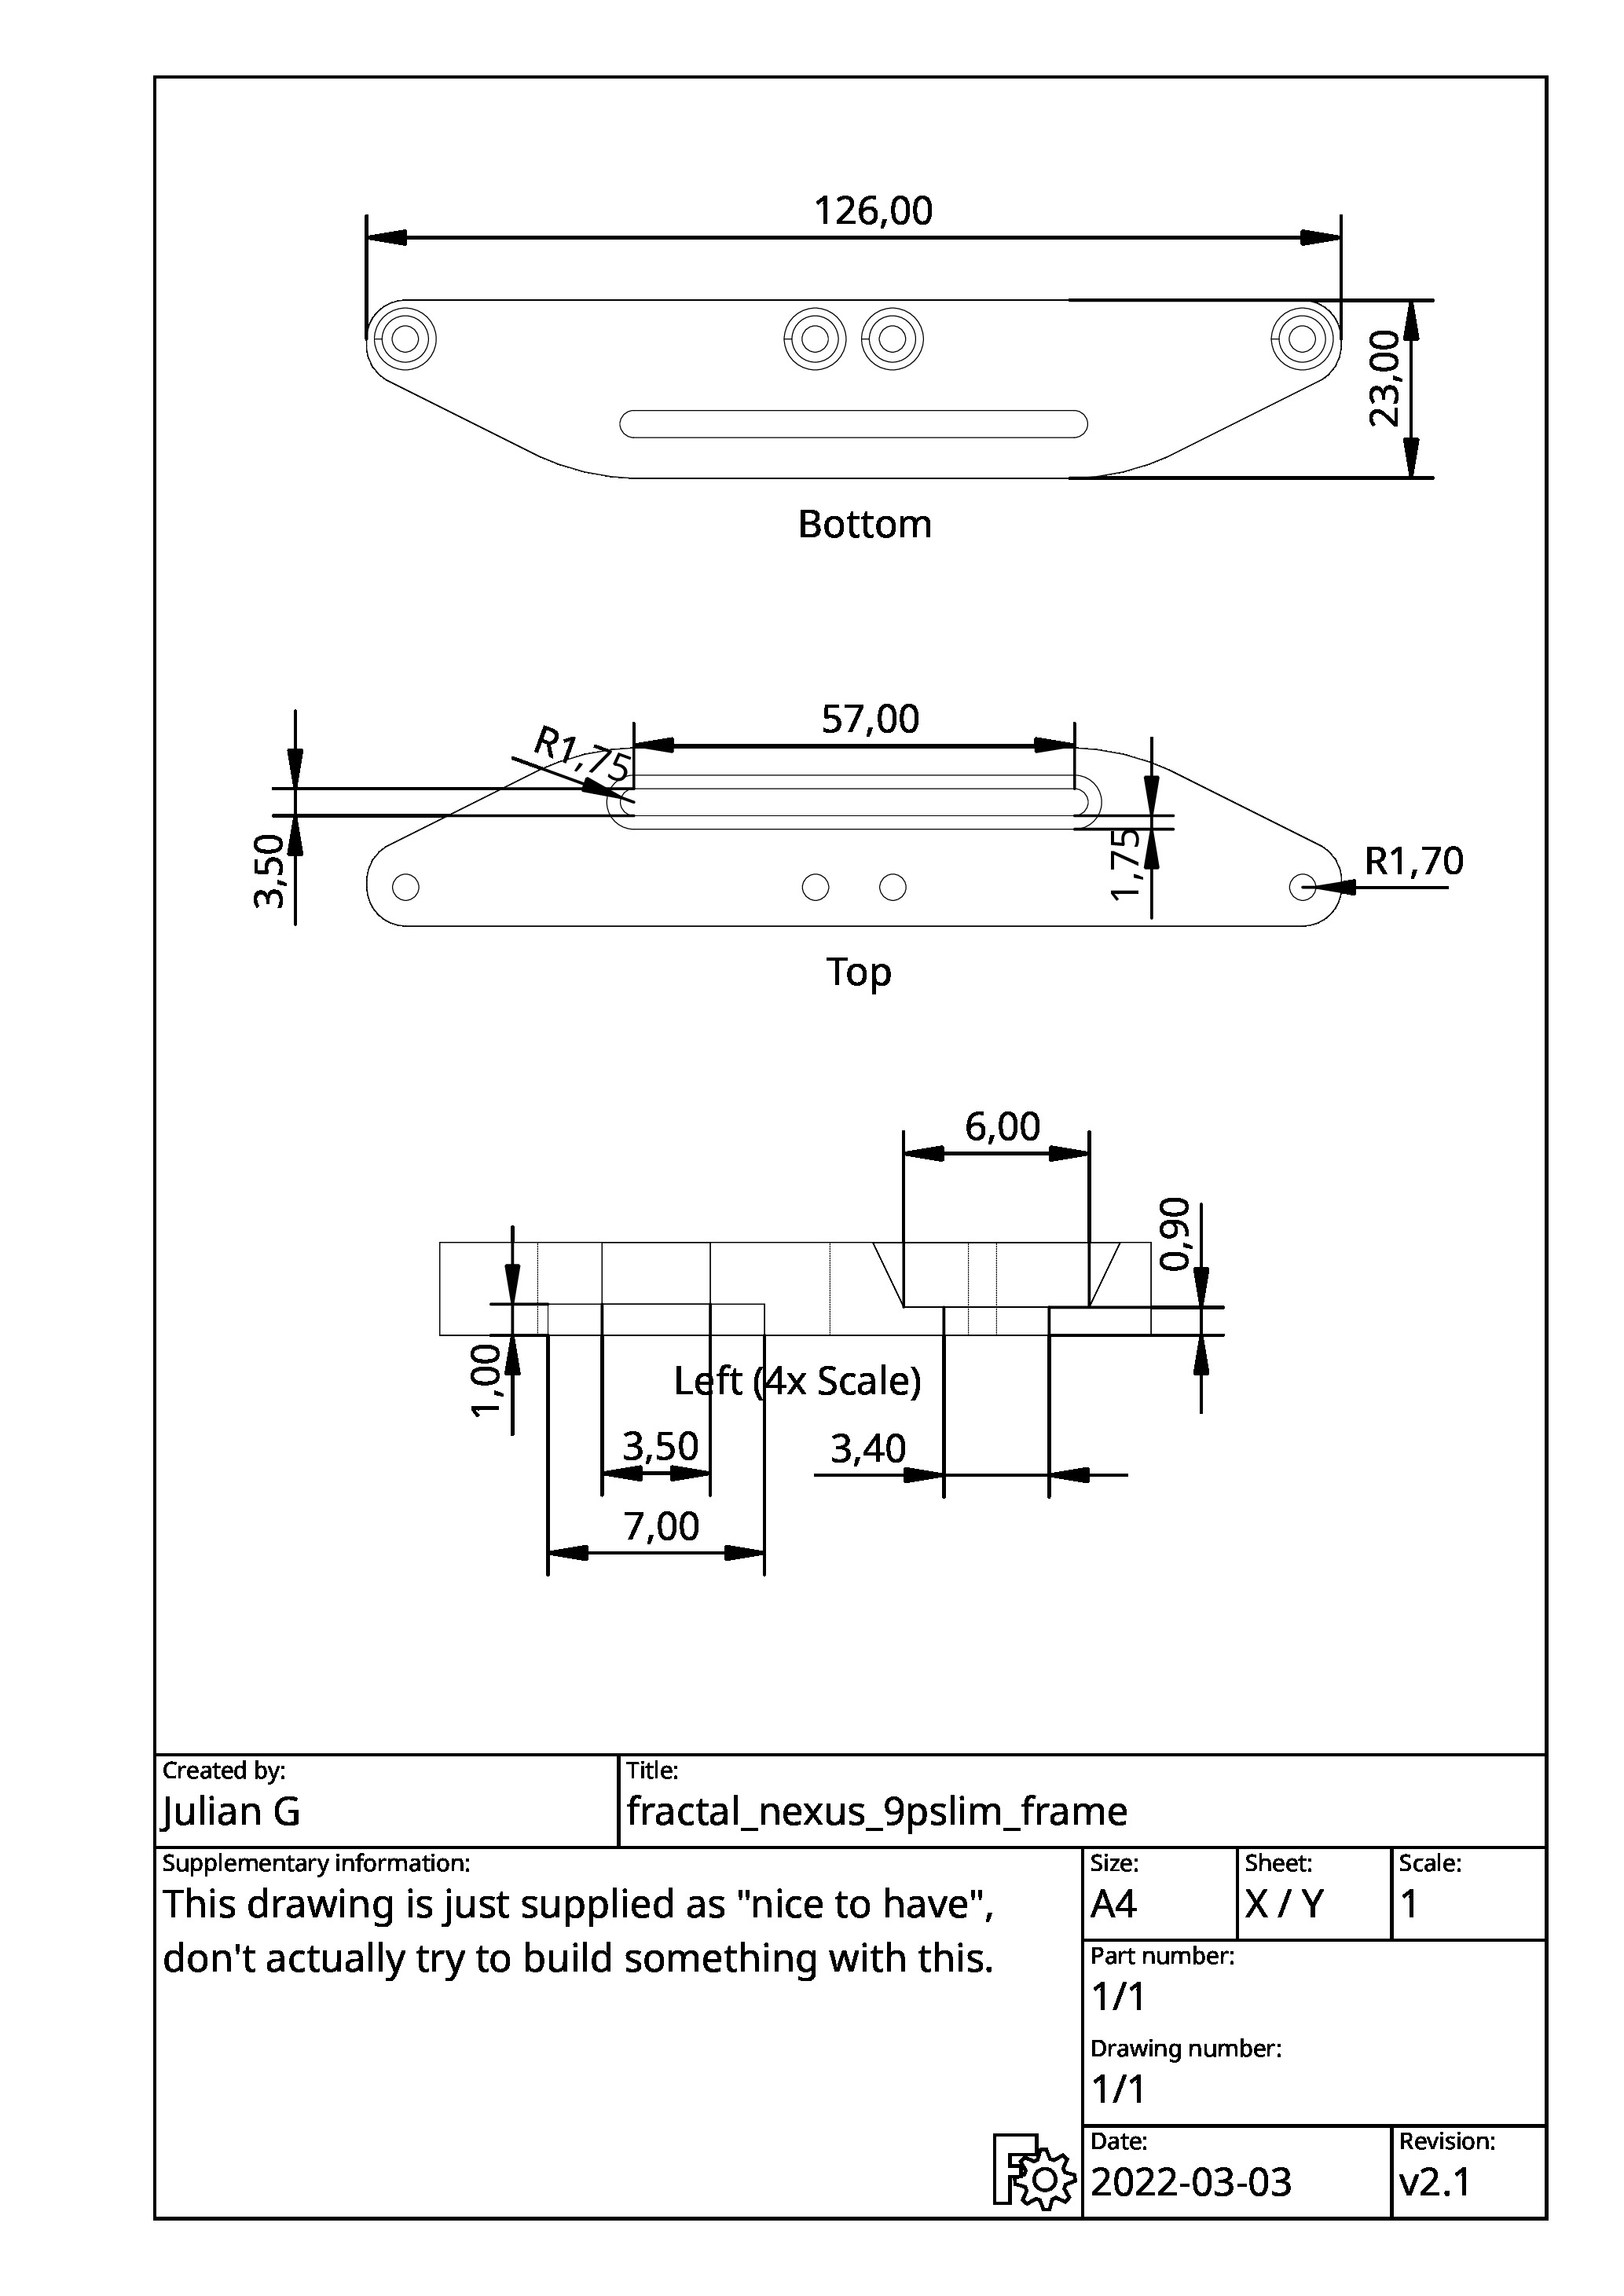 126,00
23,00
Bottom
57,00
R1,75
3,50
1,75
R1,70
Top
6,00
0,90
1,00
Left (4x Scale)
3,50
3,40
7,00
Created by:
Julian G
Title:
fractal_nexus_9pslim_frame
Supplementary information:
This drawing is just supplied as "nice to have",
don't actually try to build something with this.
Size:
A4
Sheet:
X / Y
Scale:
1
Part number:
1/1
Drawing number:
1/1
Date:
2022-03-03
Revision:
v2.1